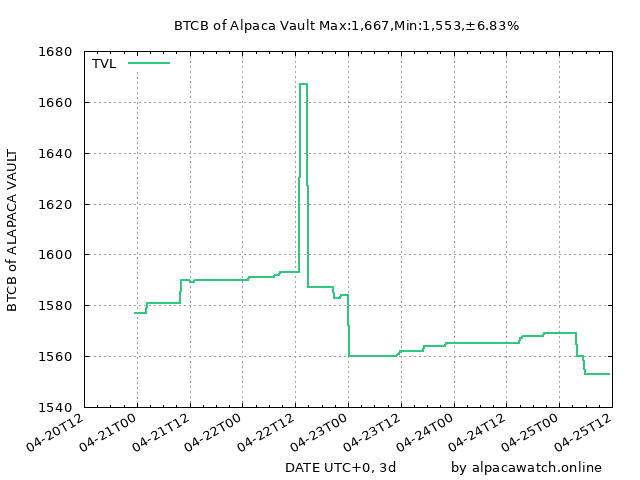 BTCB of Alpaca Vault Max:1,667,Min:1,553,±6.83%
TVL
1680
1660
1640
1620
1600
1580
1560
1540
BTCB of ALAPACA VAULT
04-20T12
04-21T00
04-21T12
04-22T00
04-22T12
04-23T00
04-23T12
04-24T00
04-24T12
04-25T00
04-25T12
DATE UTC+0, 3d
by alpacawatch.online